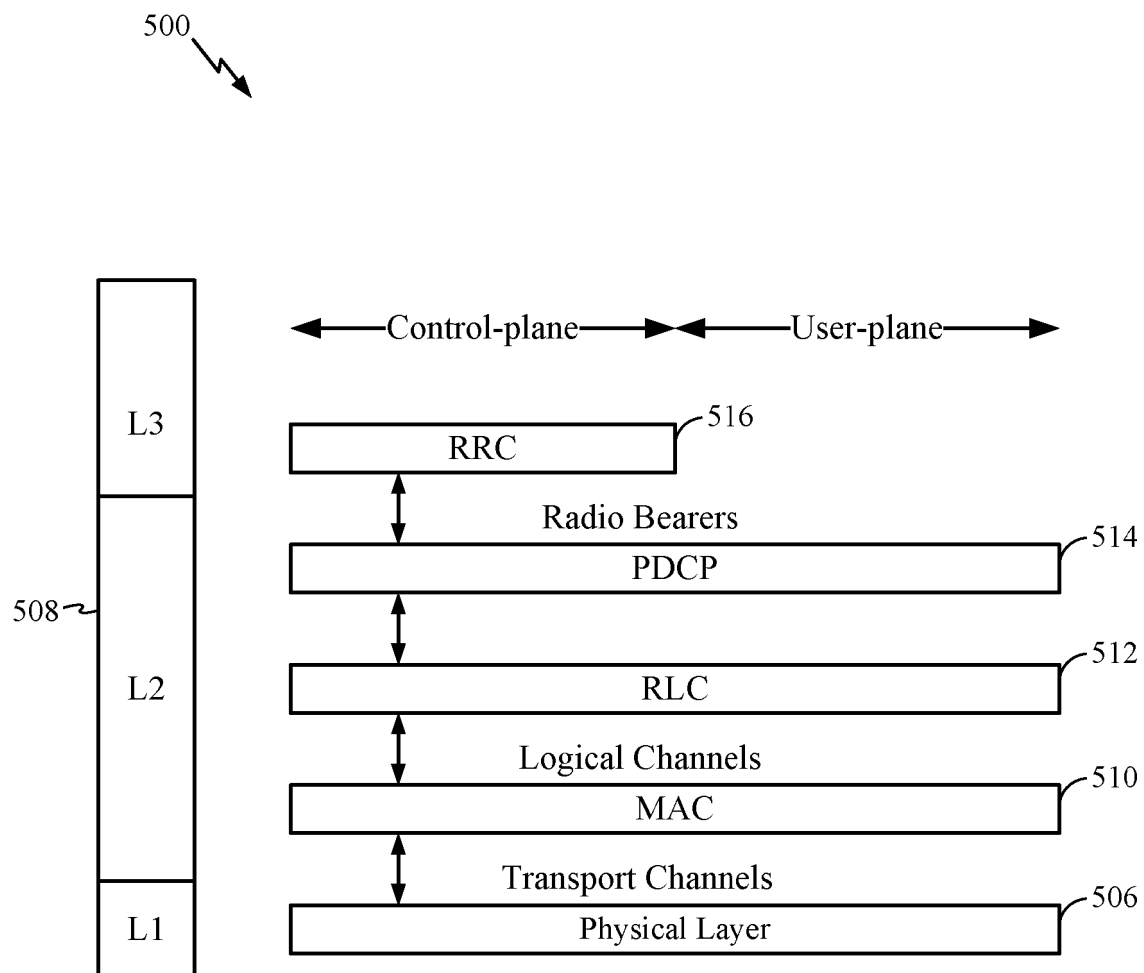 500
Control-plane User-plane
L3
516
RRC
Radio Bearers
514
PDCP
508
512
L2
RLC
Logical Channels
510
MAC
Transport Channels
506
L1
Physical Layer